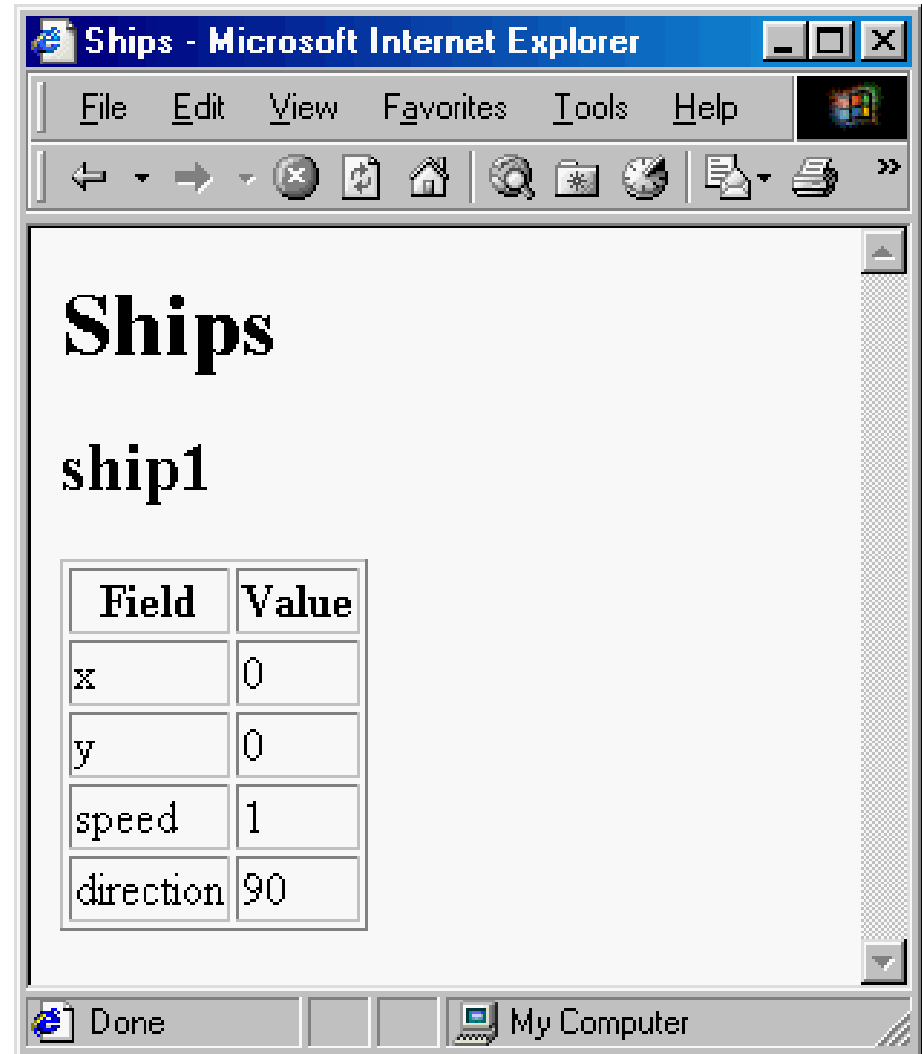 Ships - Microsoft Internet Explorer
File Edit View Favorites Tools Help
Ships
ship1
Field Value
x 0
y 0
speed 1
direction 90
Done My Computer